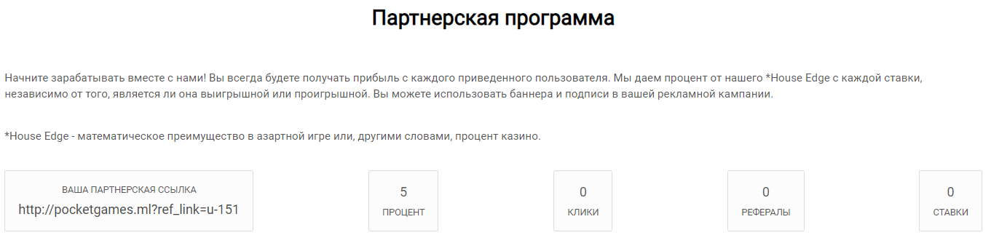 Партнерская программа
Начните зарабатывать вместе с нами! Вы всегда будете получать прибыль с каждого приведенного пользователя. Мы даем процент от нашего *House Edge с каждой ставки,
независимо от того, является ли она выигрышной или проигрышной. Вы можете использовать баннера и подписи в вашей рекламной кампании.
*House Edge - математическое преимущество в азартной игре или, другими словами, процент казино.
ВАША ПАРТНЕРСКАЯ ССЫЛКА
http://pocketgames.ml?ref_link=u-151
5
ПРОЦЕНТ
0
КЛИКИ
0
РЕФЕРАЛЫ
0
СТАВКИ